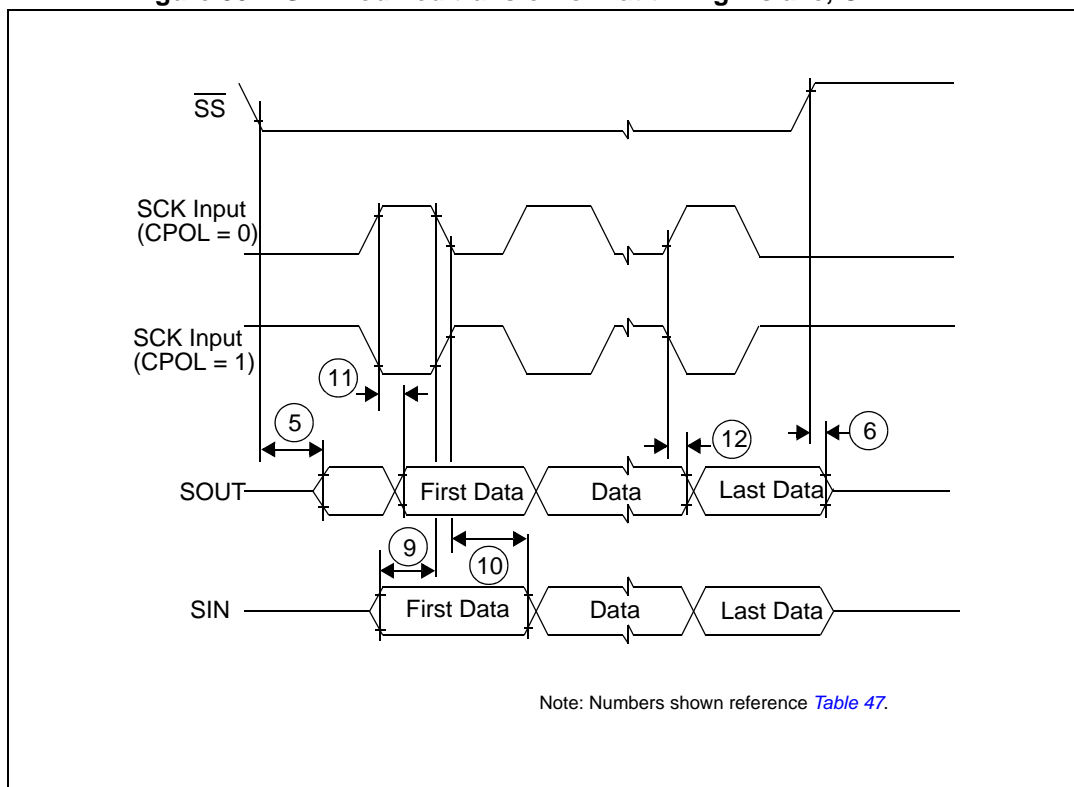 SS
SCK Input
(CPOL = 0)
SCK Input
(CPOL = 1)
11
5
12
6
SOUT
First Data
Data
Last Data
9
10
SIN
First Data
Data
Last Data
Note: Numbers shown reference Table 47.